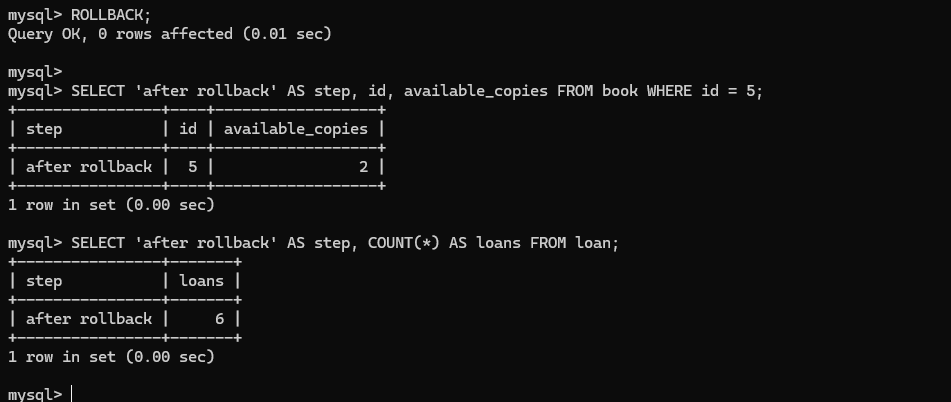 mysql> ROLLBACK;
Query OK, 0 rows affected (0.01 sec)
mysql>
mysql> SELECT 'after rollback' AS step, id, available_copies FROM book WHERE id = 5;
+----------------+----+------------------+
| step           | id | available_copies |
+----------------+----+------------------+
| after rollback |  5 |                2 |
+----------------+----+------------------+
1 row in set (0.00 sec)
mysql> SELECT 'after rollback' AS step, COUNT(*) AS loans FROM loan;
+----------------+-------+
| step           | loans |
+----------------+-------+
| after rollback |     6 |
+----------------+-------+
1 row in set (0.00 sec)
mysql>